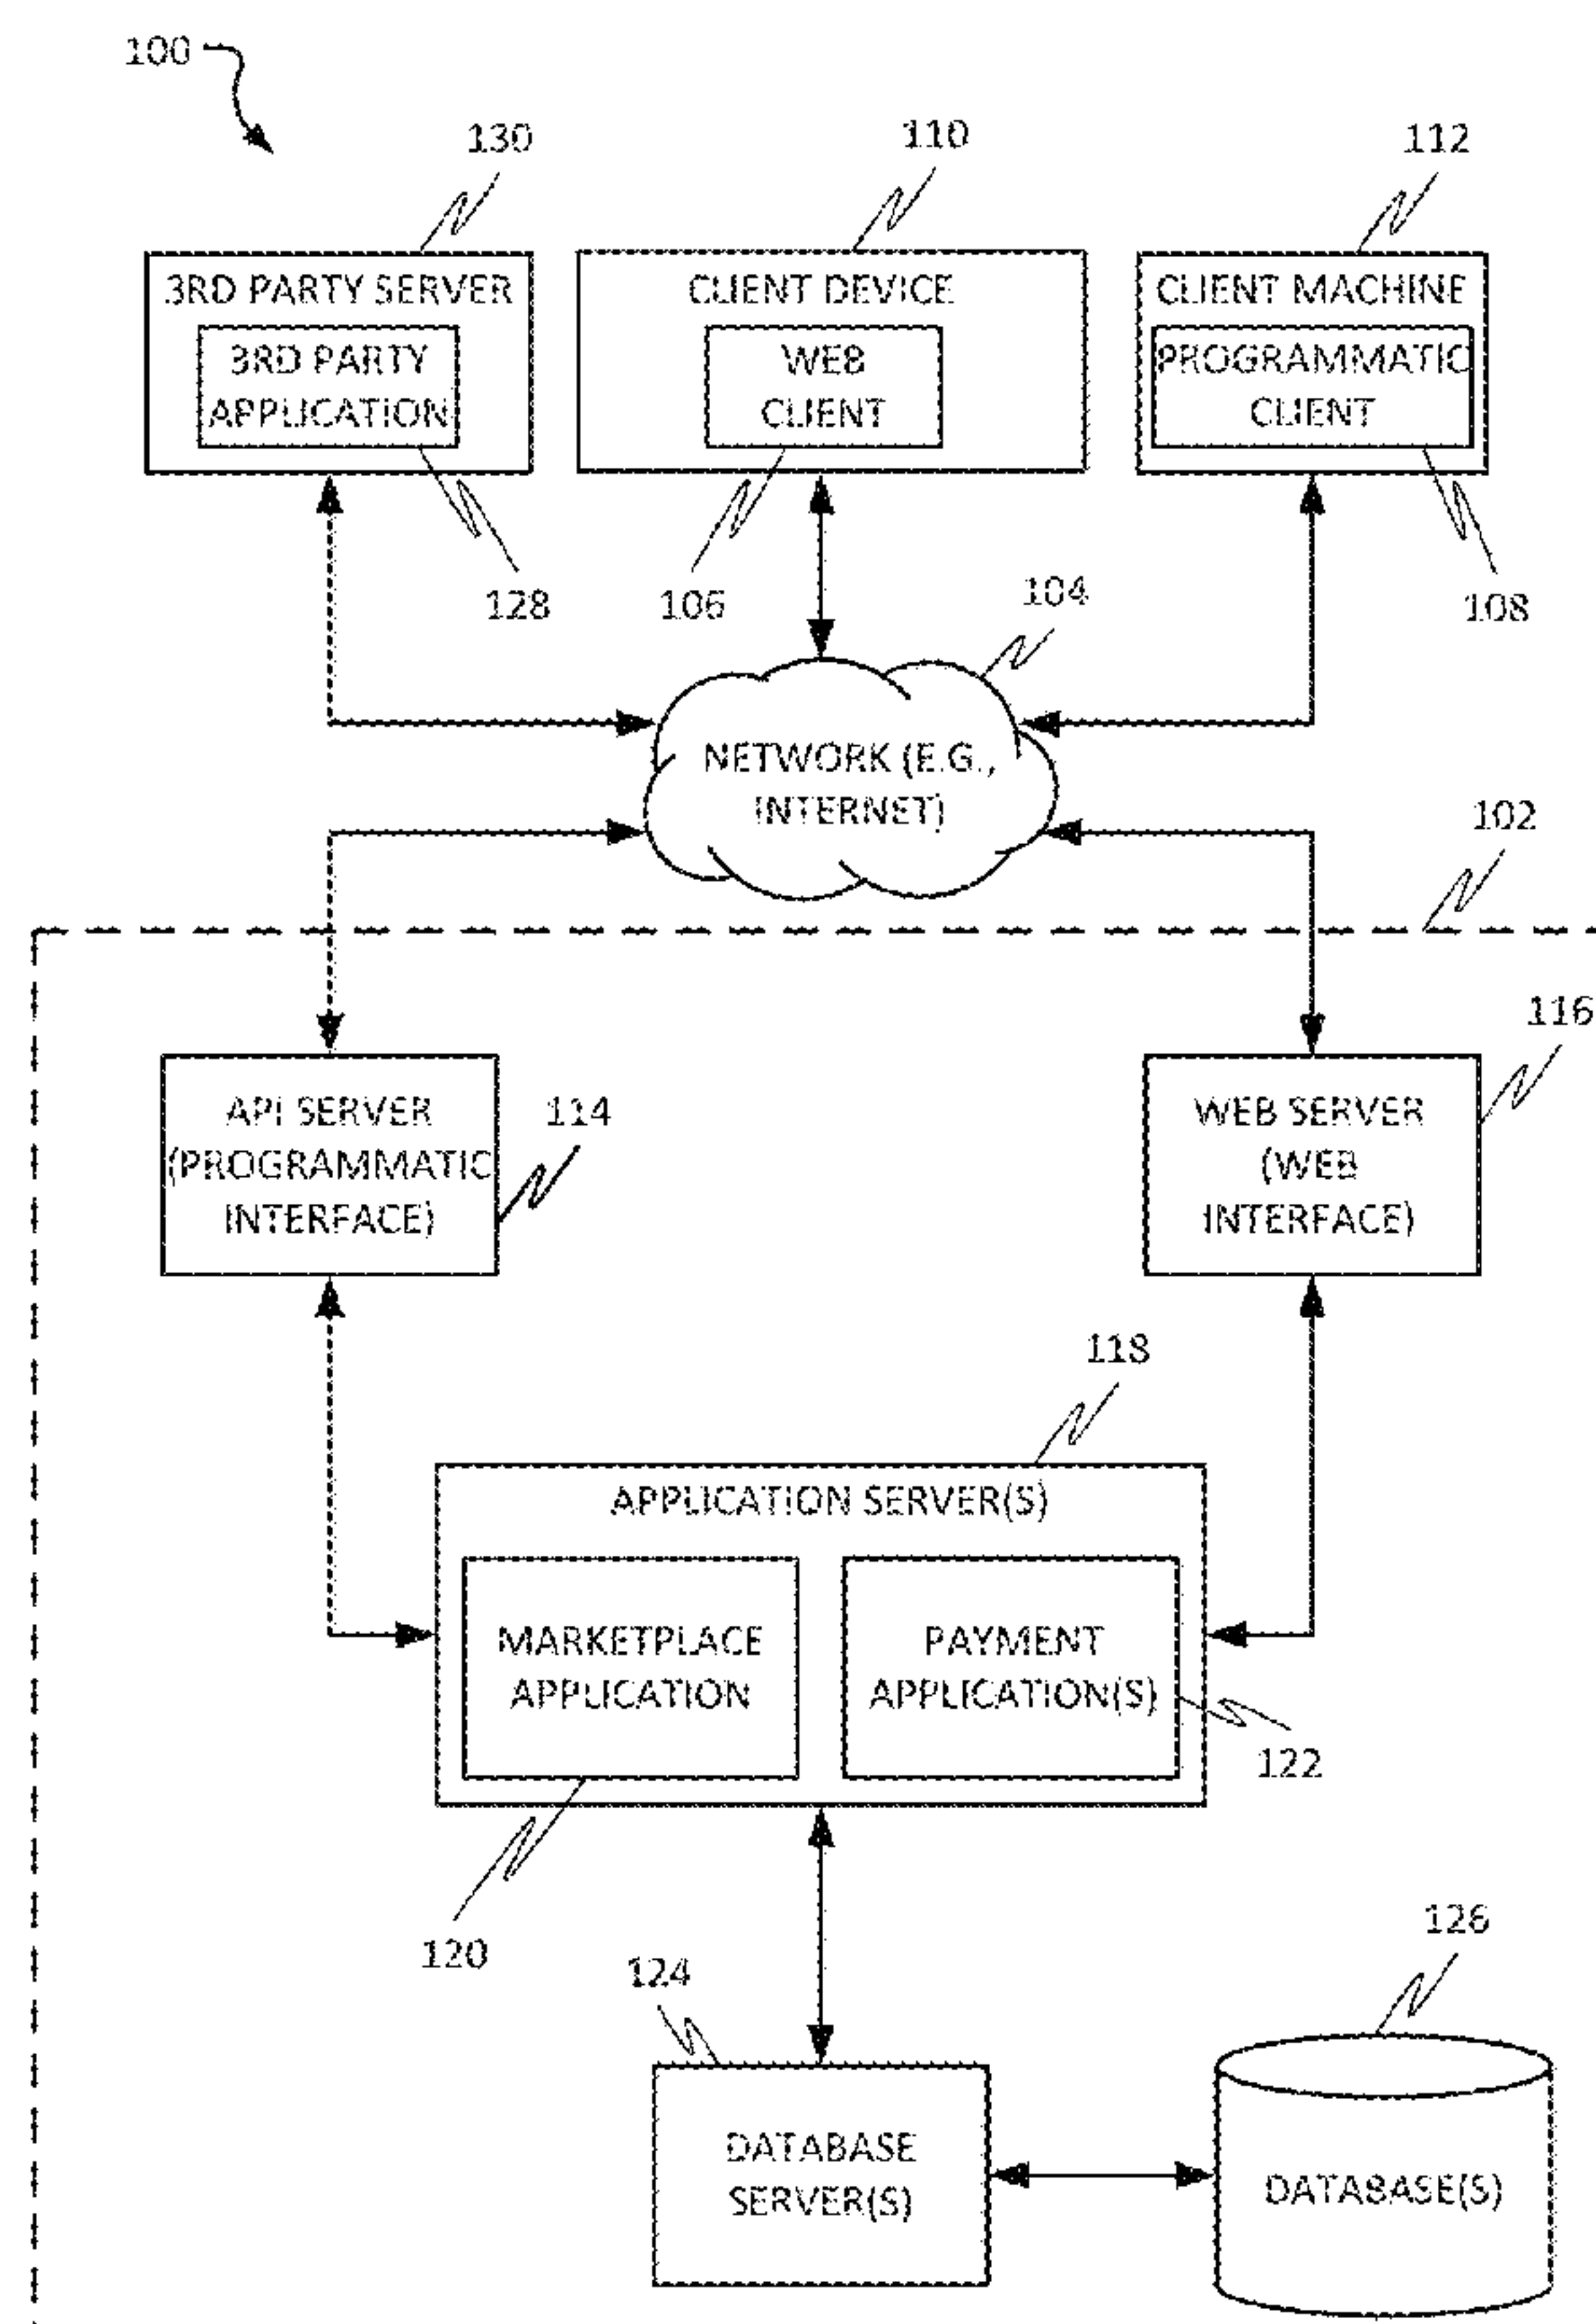 100
130
110
112
3RD PARTY SERVER
3RD PARTY
APPLICATION
CLIENT DEVICE
WEB
CLIENT
CLIENT MACHINE
PROGRAMMATIC
CLIENT
128
106
104
108
NETWORK (E.G.,
INTERNET)
102
116
API SERVER
(PROGRAMMATIC
INTERFACE)
114
WEB SERVER
(WEB
INTERFACE)
118
APPLICATION SERVER(S)
MARKETPLACE
APPLICATION
PAYMENT
APPLICATION(S)
122
120
124
126
DATABASE
SERVER(S)
DATABASE(S)